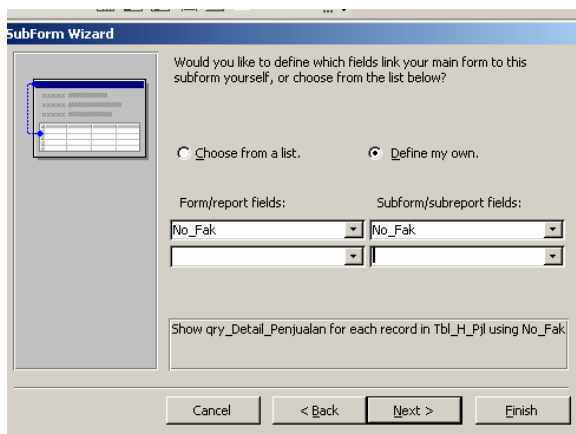 SubForm Wizard
Would you like to define which fields link your main form to this
subform yourself, or choose from the list below?
Choose from a list.
Define my own.
Form/report fields:
Subform/subreport fields:
No_Fak
No_Fak
Show qry_Detail_Penjualan for each record in Tbl_H_Pjl using No_Fak
Cancel
< Back
Next >
Finish